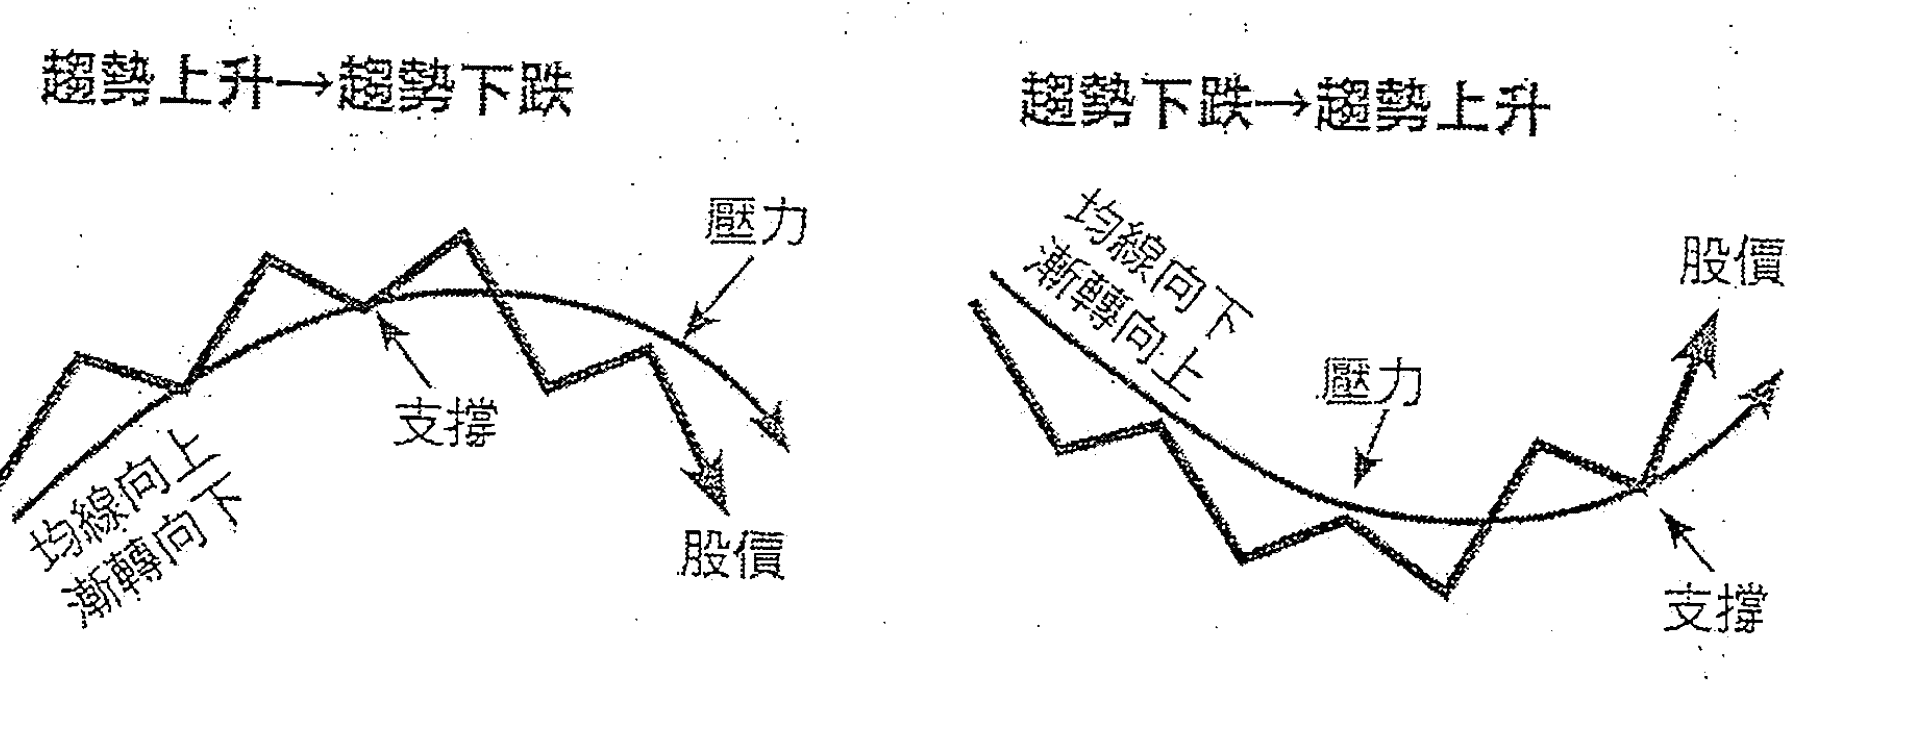 趨勢上升→趨勢下跌
壓力
支撐
均線向上
漸轉向下
股價
趨勢下跌→趨勢上升
均線向下
漸轉向上
股價
壓力
支撐